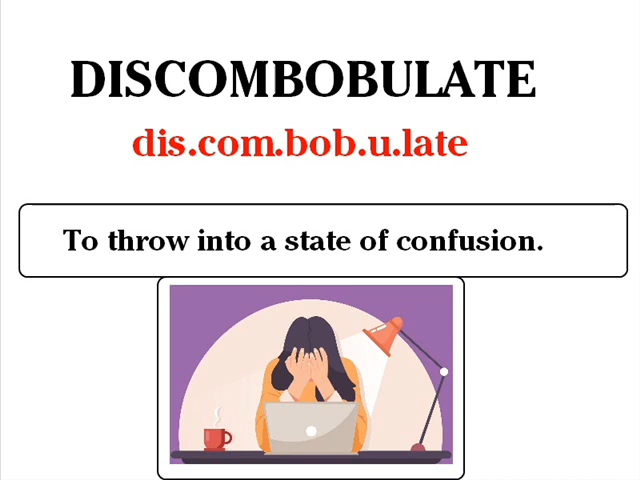 DISCOMBOBULATE
dis.com.bob.u.late
To throw into a state of confusion.